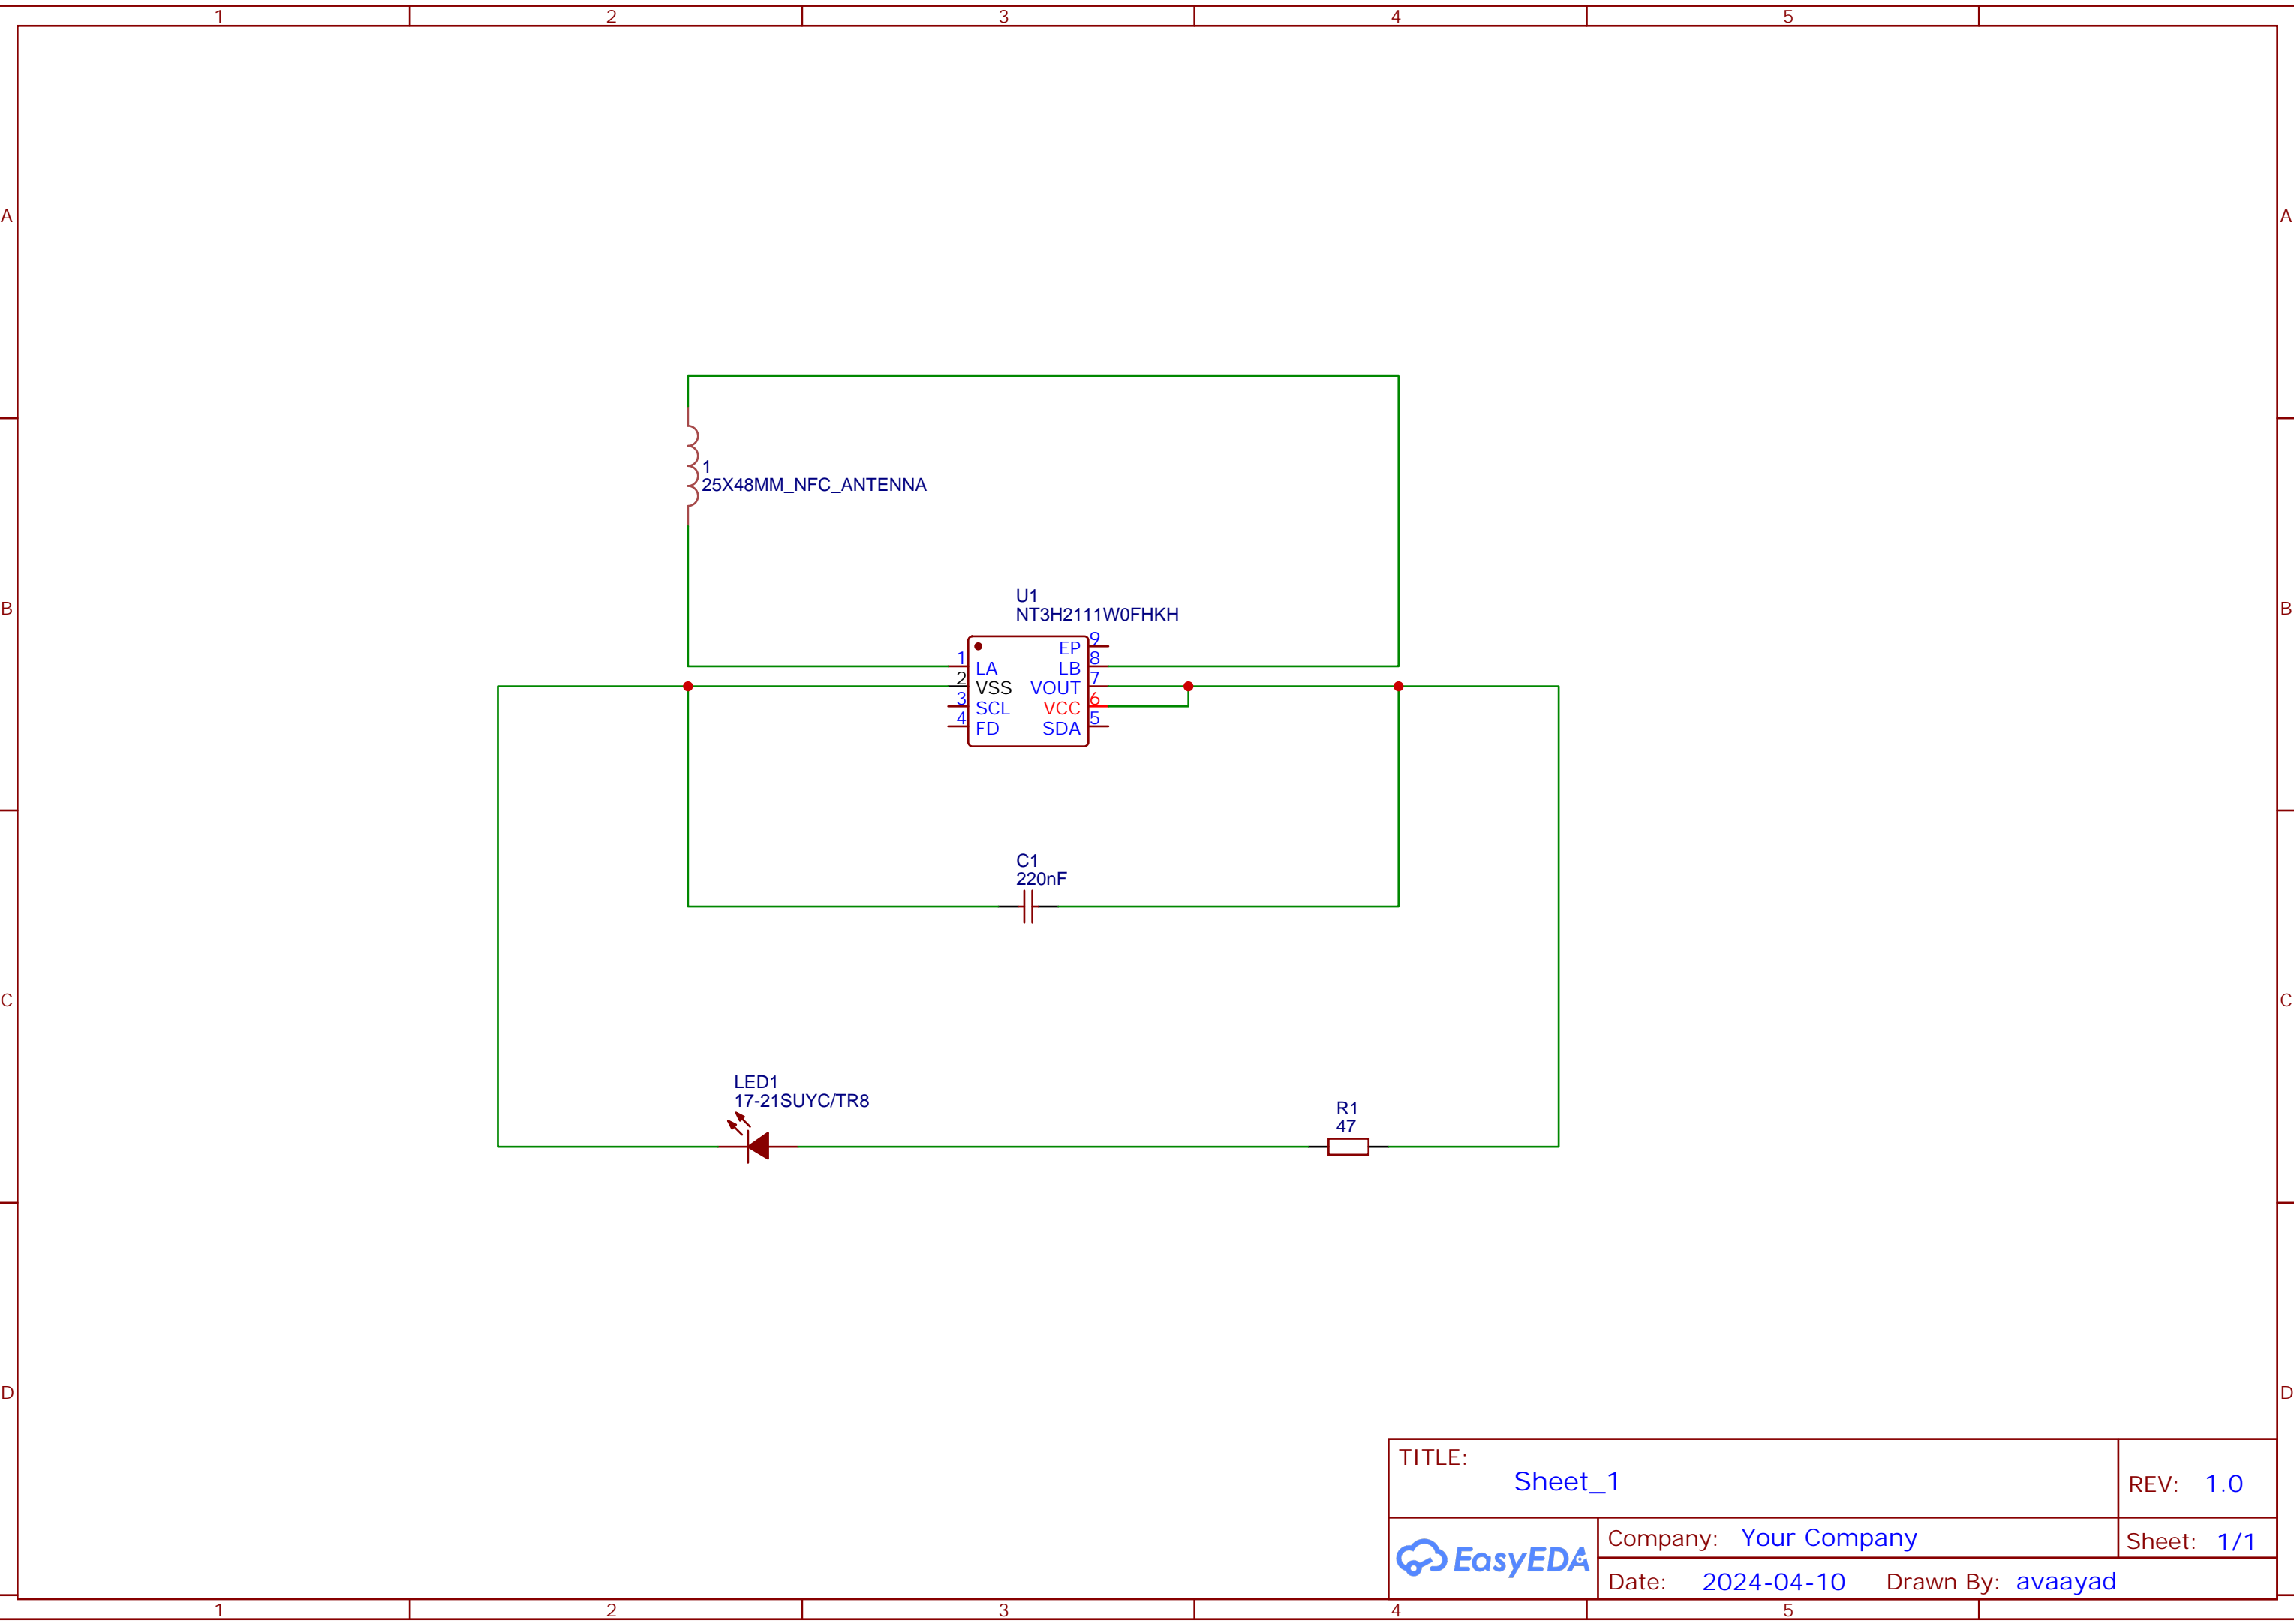 1 2 3 4 5
A A
1
25X48MM_NFC_ANTENNA
B B
U1
NT3H2111W0FHKH
EP 9
1 LA LB 8
2 VSS VOUT 7
3 SCL VCC 6
4 FD SDA 5
C1
220nF
C C
LED1
17-21SUYC/TR8
R1
47
D D
TITLE:
Sheet_1
REV: 1.0
EasyEDA
Company: Your Company
Sheet: 1/1
Date: 2024-04-10 Drawn By: avaayad
1 2 3 4 5